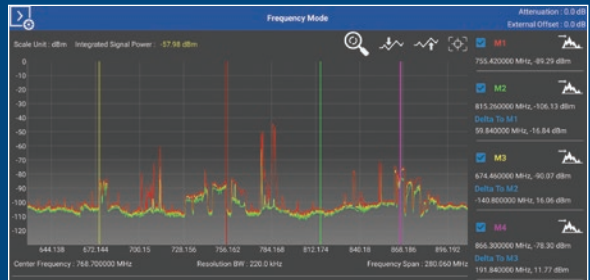 Frequency Mode
Attenuation : 0.0 dB
External Offset : 0.0 dB
Scale Unit : dBm Integrated Signal Power : -57.98 dBm
0
-10
-20
-30
-40
-50
-60
-70
-80
-90
-100
-110
-120
644.138 672.144 700.15 728.156 756.162 784.168 812.174 840.18 868.186 896.192
Center Frequency : 768.700000 MHz Resolution BW : 220.0 kHz Frequency Span : 280.060 MHz
M1
755.420000 MHz, -89.29 dBm
M2
815.260000 MHz, -106.13 dBm
Delta To M1
59.840000 MHz, -16.84 dBm
M3
674.460000 MHz, -90.07 dBm
Delta To M2
-140.800000 MHz, 16.06 dBm
M4
866.300000 MHz, -78.30 dBm
Delta To M3
191.840000 MHz, 11.77 dBm